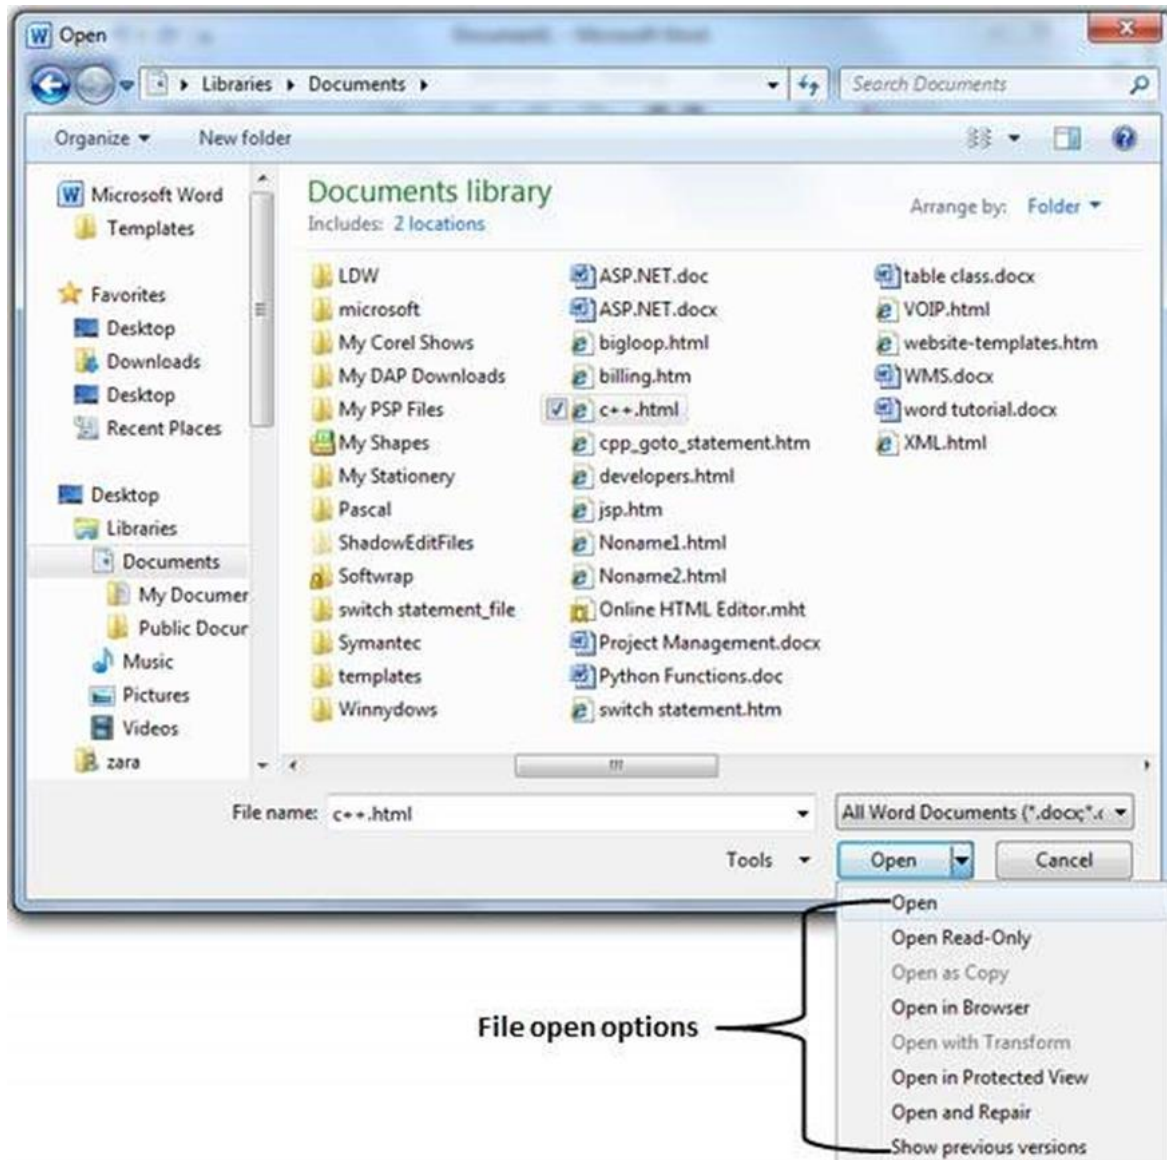 Open
Libraries ▸ Documents ▸
Search Documents
Organize
New folder
Microsoft Word
Templates
Favorites
Desktop
Downloads
Desktop
Recent Places
Desktop
Libraries
Documents
My Documer
Public Docur
Music
Pictures
Videos
zara
Documents library
Includes: 2 locations
Arrange by: Folder
LDW
microsoft
My Corel Shows
My DAP Downloads
My PSP Files
My Shapes
My Stationery
Pascal
ShadowEditFiles
Softwrap
switch statement_file
Symantec
templates
Winnydows
ASP.NET.doc
ASP.NET.docx
bigloop.html
billing.htm
c++.html
cpp_goto_statement.htm
developers.html
jsp.htm
Noname1.html
Noname2.html
Online HTML Editor.mht
Project Management.docx
Python Functions.doc
switch statement.htm
table class.docx
VOIP.html
website-templates.htm
WMS.docx
word tutorial.docx
XML.html
File name: c++.html
All Word Documents (*.docx;*.c
Tools
Open
Cancel
Open
Open Read-Only
Open as Copy
Open in Browser
Open with Transform
Open in Protected View
Open and Repair
Show previous versions
File open options